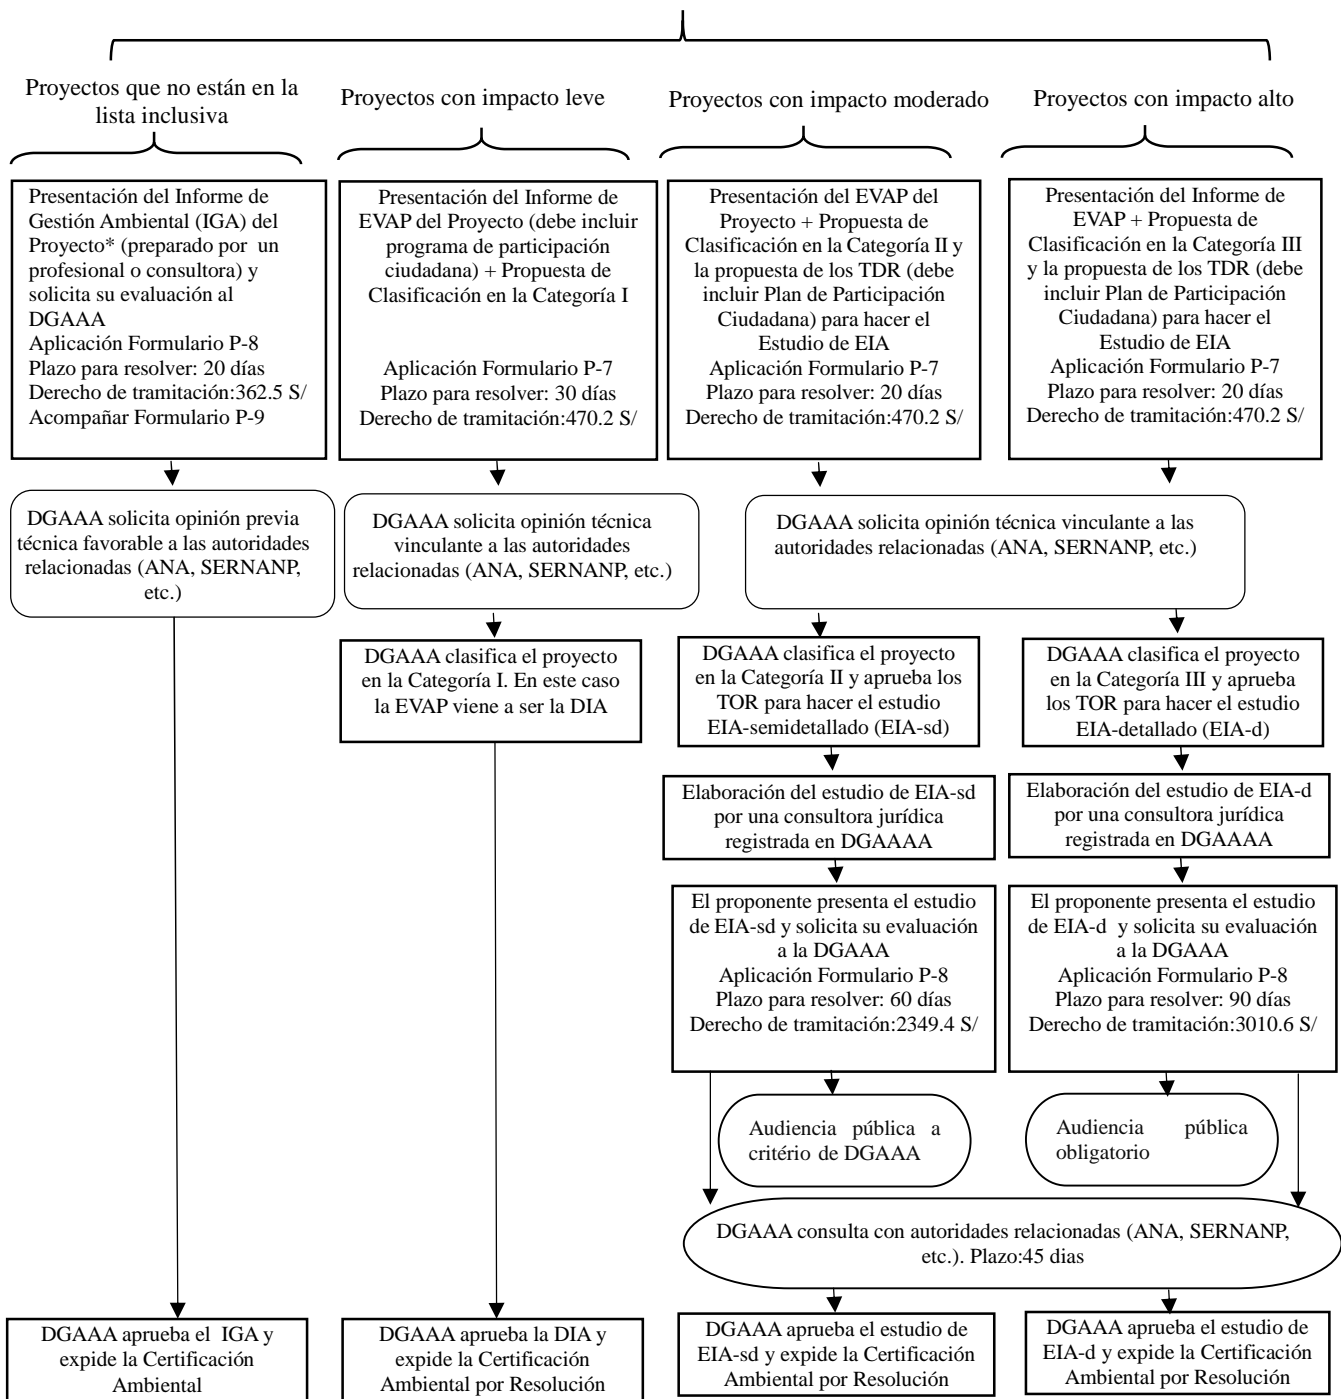 Proyectos que no están en la
lista inclusiva
Proyectos con impacto leve
Proyectos con impacto moderado
Proyectos con impacto alto
Presentación del Informe de
Gestión Ambiental (IGA) del
Proyecto* (preparado por un
profesional o consultora) y
solicita su evaluación al
DGAAA
Aplicación Formulario P-8
Plazo para resolver: 20 días
Derecho de tramitación:362.5 S/
Acompañar Formulario P-9
Presentación del Informe de
EVAP del Proyecto (debe incluir
programa de participación
ciudadana) + Propuesta de
Clasificación en la Categoría I
Aplicación Formulario P-7
Plazo para resolver: 30 días
Derecho de tramitación:470.2 S/
Presentación del EVAP del
Proyecto + Propuesta de
Clasificación en la Categoría II y
la propuesta de los TDR (debe
incluir Plan de Participación
Ciudadana) para hacer el
Estudio de EIA
Aplicación Formulario P-7
Plazo para resolver: 20 días
Derecho de tramitación:470.2 S/
Presentación del Informe de
EVAP + Propuesta de
Clasificación en la Categoría III
y la propuesta de los TDR (debe
incluir Plan de Participación
Ciudadana) para hacer el
Estudio de EIA
Aplicación Formulario P-7
Plazo para resolver: 20 días
Derecho de tramitación:470.2 S/
DGAAA solicita opinión previa
técnica favorable a las autoridades
relacionadas (ANA, SERNANP,
etc.)
DGAAA solicita opinión técnica
vinculante a las autoridades
relacionadas (ANA, SERNANP, etc.)
DGAAA solicita opinión técnica vinculante a las
autoridades relacionadas (ANA, SERNANP, etc.)
DGAAA clasifica el proyecto
en la Categoría I. En este caso
la EVAP viene a ser la DIA
DGAAA clasifica el proyecto
en la Categoría II y aprueba los
TOR para hacer el estudio
EIA-semidetallado (EIA-sd)
DGAAA clasifica el proyecto
en la Categoría III y aprueba
los TOR para hacer el estudio
EIA-detallado (EIA-d)
Elaboración del estudio de EIA-sd
por una consultora jurídica
registrada en DGAAAA
Elaboración del estudio de EIA-d
por una consultora jurídica
registrada en DGAAAA
El proponente presenta el estudio
de EIA-sd y solicita su evaluación
a la DGAAA
Aplicación Formulario P-8
Plazo para resolver: 60 días
Derecho de tramitación:2349.4 S/
El proponente presenta el estudio
de EIA-d y solicita su evaluación
a la DGAAA
Aplicación Formulario P-8
Plazo para resolver: 90 días
Derecho de tramitación:3010.6 S/
Audiencia pública a
critério de DGAAA
Audiencia pública
obligatorio
DGAAA consulta con autoridades relacionadas (ANA, SERNANP,
etc.). Plazo:45 dias
DGAAA aprueba el IGA y
expide la Certificación
Ambiental
DGAAA aprueba la DIA y
expide la Certificación
Ambiental por Resolución
DGAAA aprueba el estudio de
EIA-sd y expide la Certificación
Ambiental por Resolución
DGAAA aprueba el estudio de
EIA-d y expide la Certificación
Ambiental por Resolución